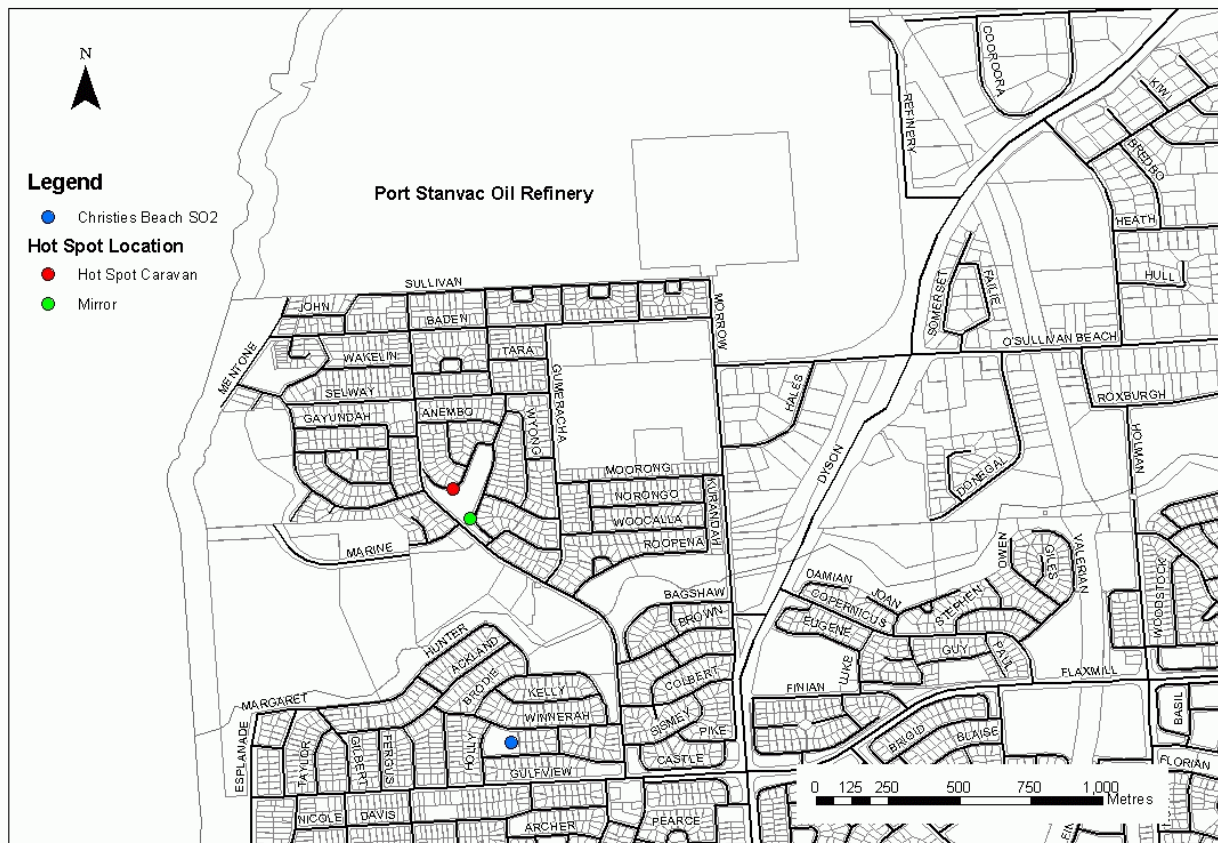 N
COOROORA
KIWI
REFINERY
BREDBO
Legend
Port Stanvac Oil Refinery
Christies Beach SO2
HEATH
Hot Spot Location
Hot Spot Caravan
HULL
Mirror
SULLIVAN
JOHN
BADEN
MORROW
SOMERSET
FAILIE
O'SULLIVAN BEACH
WAKELIN
TARA
MENTONE
SELWAY
GUMERACHA
HALES
ROXBURGH
GAYUNDAH
ANEMBO
WYONG
HOLMAN
MOORONG
DYSON
DONEGAL
NORONGO
KURANDAH
WOOCALLA
ROOPENA
MARINE
OWEN
GILES
VALERIAN
WOODSTOCK
DAMIAN
JOAN
BAGSHAW
COPERNICUS
STEPHEN
BROWN
EUGENE
HUNTER
ACKLAND
GUY
PAUL
LUKE
FLAXMILL
COLBERT
BRODIE
KELLY
FINIAN
MARGARET
WINNERAH
SISMEY
PIKE
BASIL
BRIGID
BLAISE
ESPLANADE
TAYLOR
GILBERT
FERGUS
HOLLY
CASTLE
GULFVIEW
FLORIAN
0 125 250 500 750 1,000
Metres
NICOLE
DAVIS
ARCHER
PEARCE